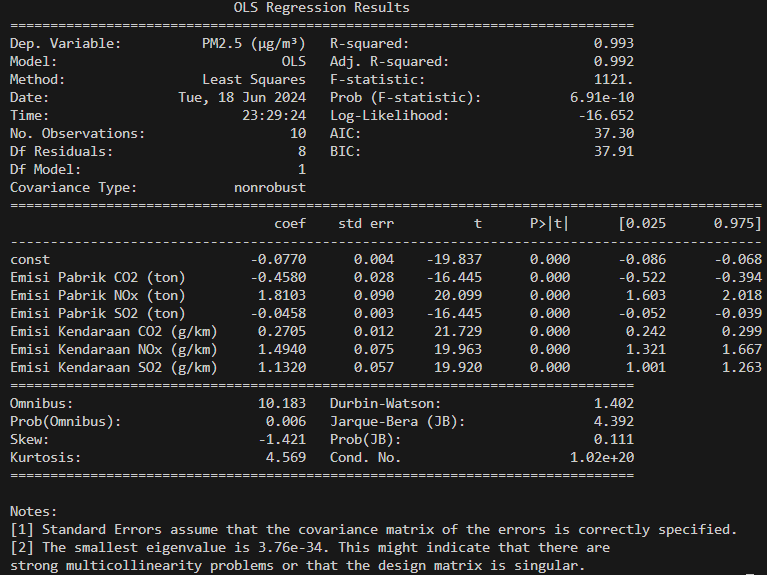 OLS Regression Results
==============================================================================
Dep. Variable:            PM2.5 (µg/m³)   R-squared:                       0.993
Model:                              OLS   Adj. R-squared:                  0.992
Method:                   Least Squares   F-statistic:                     1121.
Date:                  Tue, 18 Jun 2024   Prob (F-statistic):           6.91e-10
Time:                          23:29:24   Log-Likelihood:                -16.652
No. Observations:                    10   AIC:                             37.30
Df Residuals:                         8   BIC:                             37.91
Df Model:                             1
Covariance Type:              nonrobust
==============================================================================================
                                 coef    std err          t      P>|t|      [0.025      0.975]
----------------------------------------------------------------------------------------------
const                         -0.0770      0.004    -19.837      0.000      -0.086      -0.068
Emisi Pabrik CO2 (ton)        -0.4580      0.028    -16.445      0.000      -0.522      -0.394
Emisi Pabrik NOx (ton)         1.8103      0.090     20.099      0.000       1.603       2.018
Emisi Pabrik SO2 (ton)        -0.0458      0.003    -16.445      0.000      -0.052      -0.039
Emisi Kendaraan CO2 (g/km)     0.2705      0.012     21.729      0.000       0.242       0.299
Emisi Kendaraan NOx (g/km)     1.4940      0.075     19.963      0.000       1.321       1.667
Emisi Kendaraan SO2 (g/km)     1.1320      0.057     19.920      0.000       1.001       1.263
==============================================================================
Omnibus:                       10.183   Durbin-Watson:                   1.402
Prob(Omnibus):                  0.006   Jarque-Bera (JB):                4.392
Skew:                          -1.421   Prob(JB):                        0.111
Kurtosis:                       4.569   Cond. No.                     1.02e+20
==============================================================================
Notes:
[1] Standard Errors assume that the covariance matrix of the errors is correctly specified.
[2] The smallest eigenvalue is 3.76e-34. This might indicate that there are
strong multicollinearity problems or that the design matrix is singular.